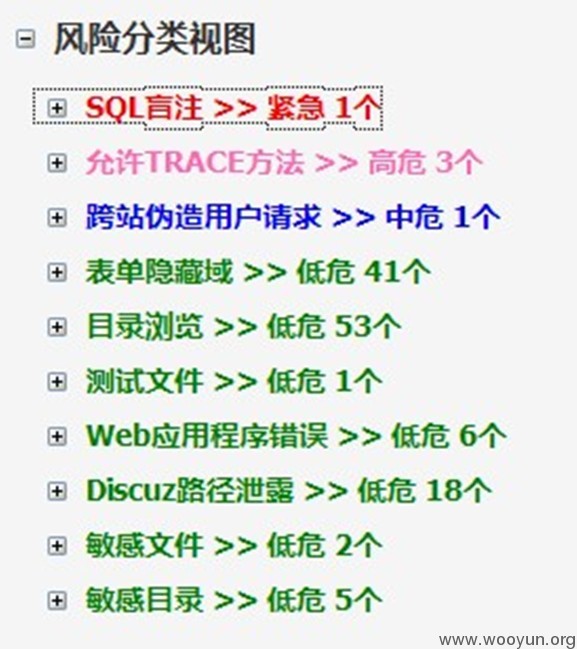 风险分类视图
SQL盲注 >> 紧急 1个
允许TRACE方法 >> 高危 3个
跨站伪造用户请求 >> 中危 1个
表单隐藏域 >> 低危 41个
目录浏览 >> 低危 53个
测试文件 >> 低危 1个
Web应用程序错误 >> 低危 6个
Discuz路径泄露 >> 低危 18个
敏感文件 >> 低危 2个
敏感目录 >> 低危 5个
www.wooyun.org